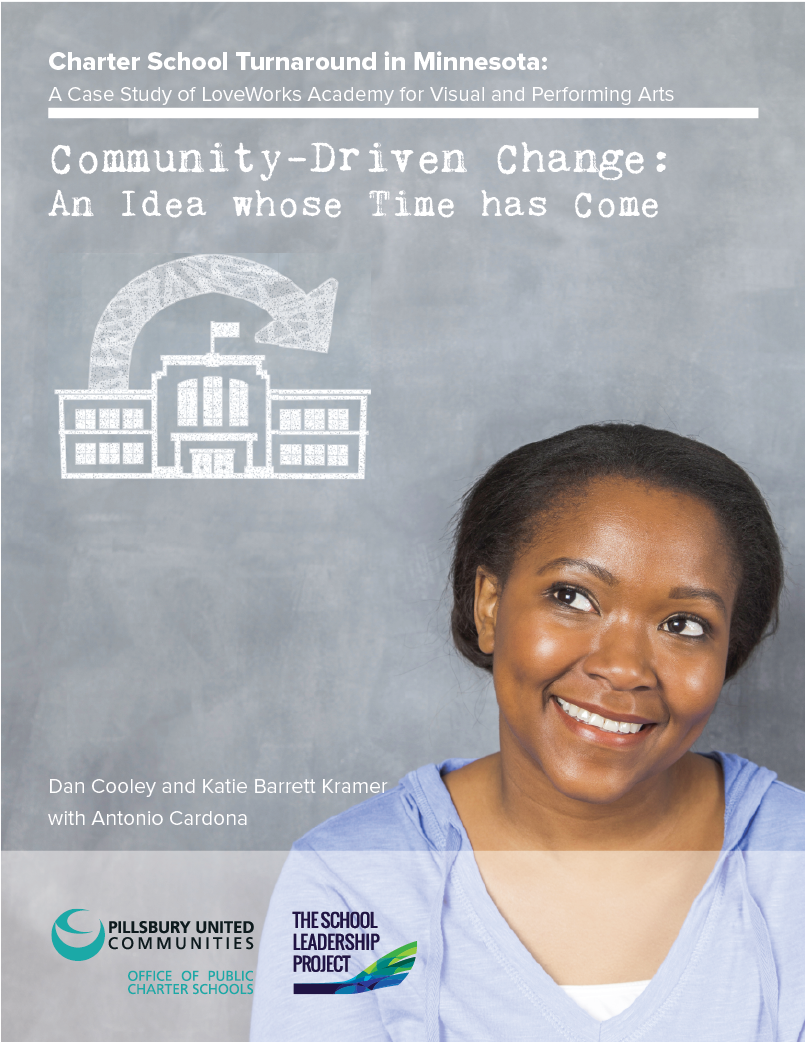 Charter School Turnaround in Minnesota:
A Case Study of LoveWorks Academy for Visual and Performing Arts
Community-Driven Change:
An Idea whose Time has Come
Dan Cooley and Katie Barrett Kramer
with Antonio Cardona
PILLSBURY UNITED
COMMUNITIES
OFFICE OF PUBLIC
CHARTER SCHOOLS
THE SCHOOL
LEADERSHIP
PROJECT